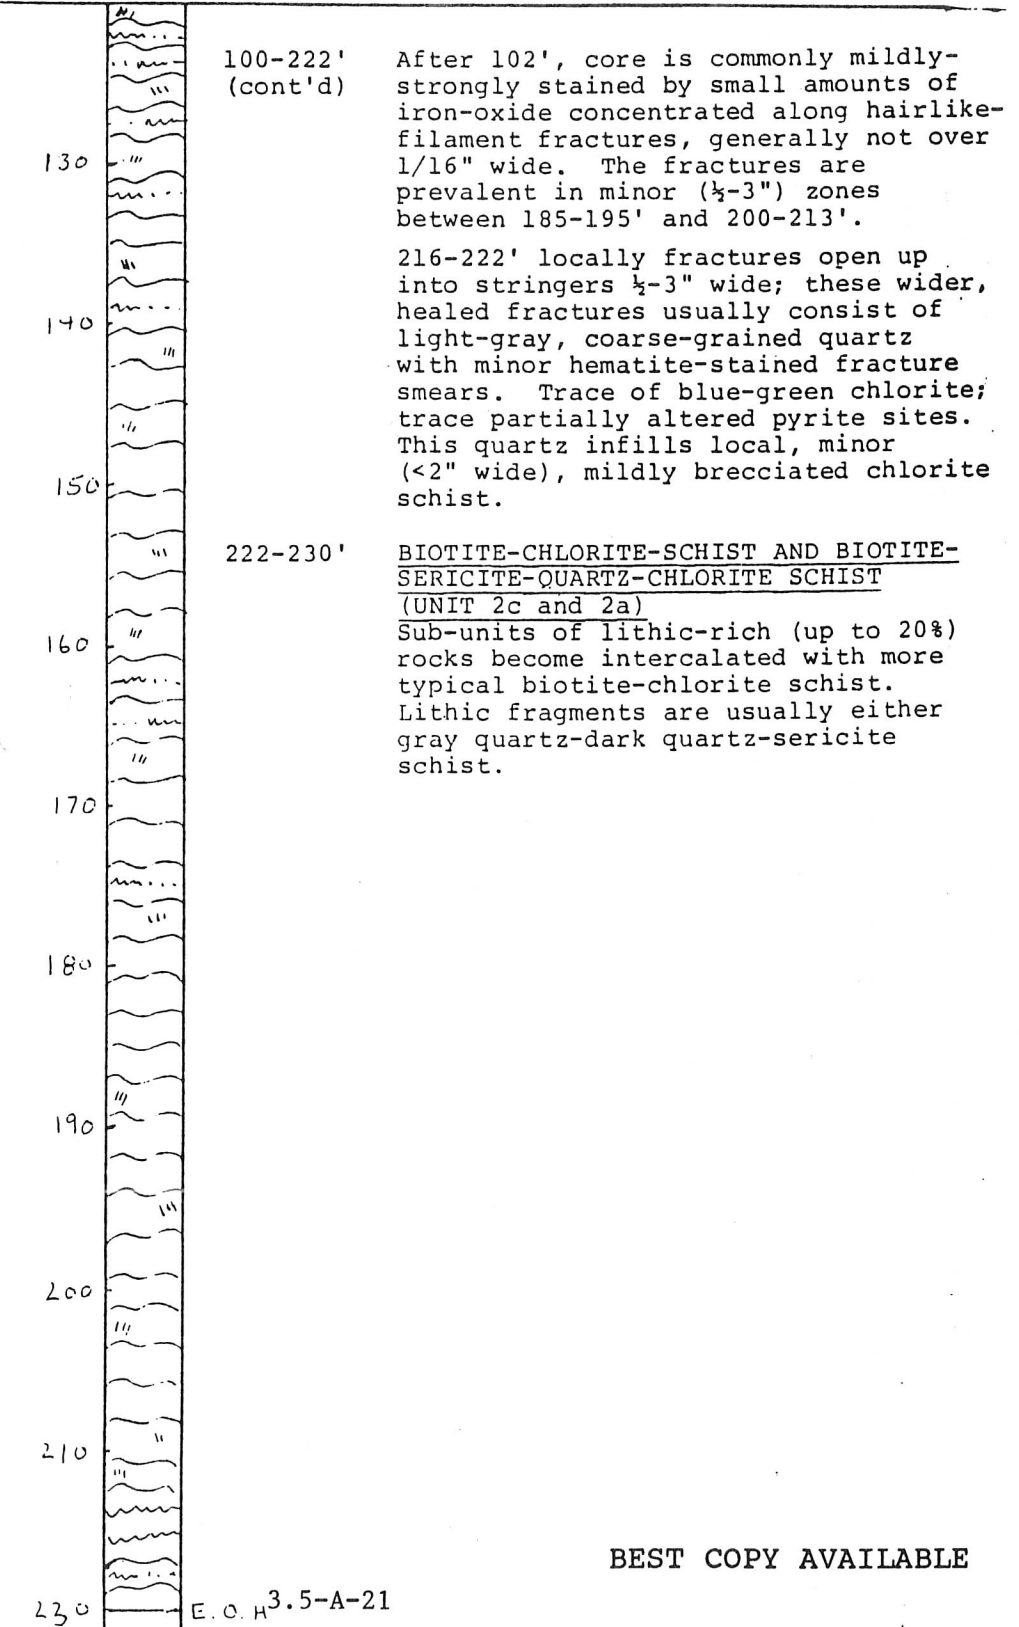 100-222' After 102', core is commonly mildly-
(cont'd) strongly stained by small amounts of
iron-oxide concentrated along hairlike-
filament fractures, generally not over
130 1/16" wide. The fractures are
prevalent in minor (½-3") zones
between 185-195' and 200-213'.
216-222' locally fractures open up
into stringers ½-3" wide; these wider,
140 healed fractures usually consist of
light-gray, coarse-grained quartz
with minor hematite-stained fracture
smears. Trace of blue-green chlorite;
trace partially altered pyrite sites.
This quartz infills local, minor
150 (<2" wide), mildly brecciated chlorite
schist.
222-230' BIOTITE-CHLORITE-SCHIST AND BIOTITE-
SERICITE-QUARTZ-CHLORITE SCHIST
(UNIT 2c and 2a)
160 Sub-units of lithic-rich (up to 20%)
rocks become intercalated with more
typical biotite-chlorite schist.
Lithic fragments are usually either
gray quartz-dark quartz-sericite
schist.
170
180
190
200
210
BEST COPY AVAILABLE
230 E.O.H 3.5-A-21